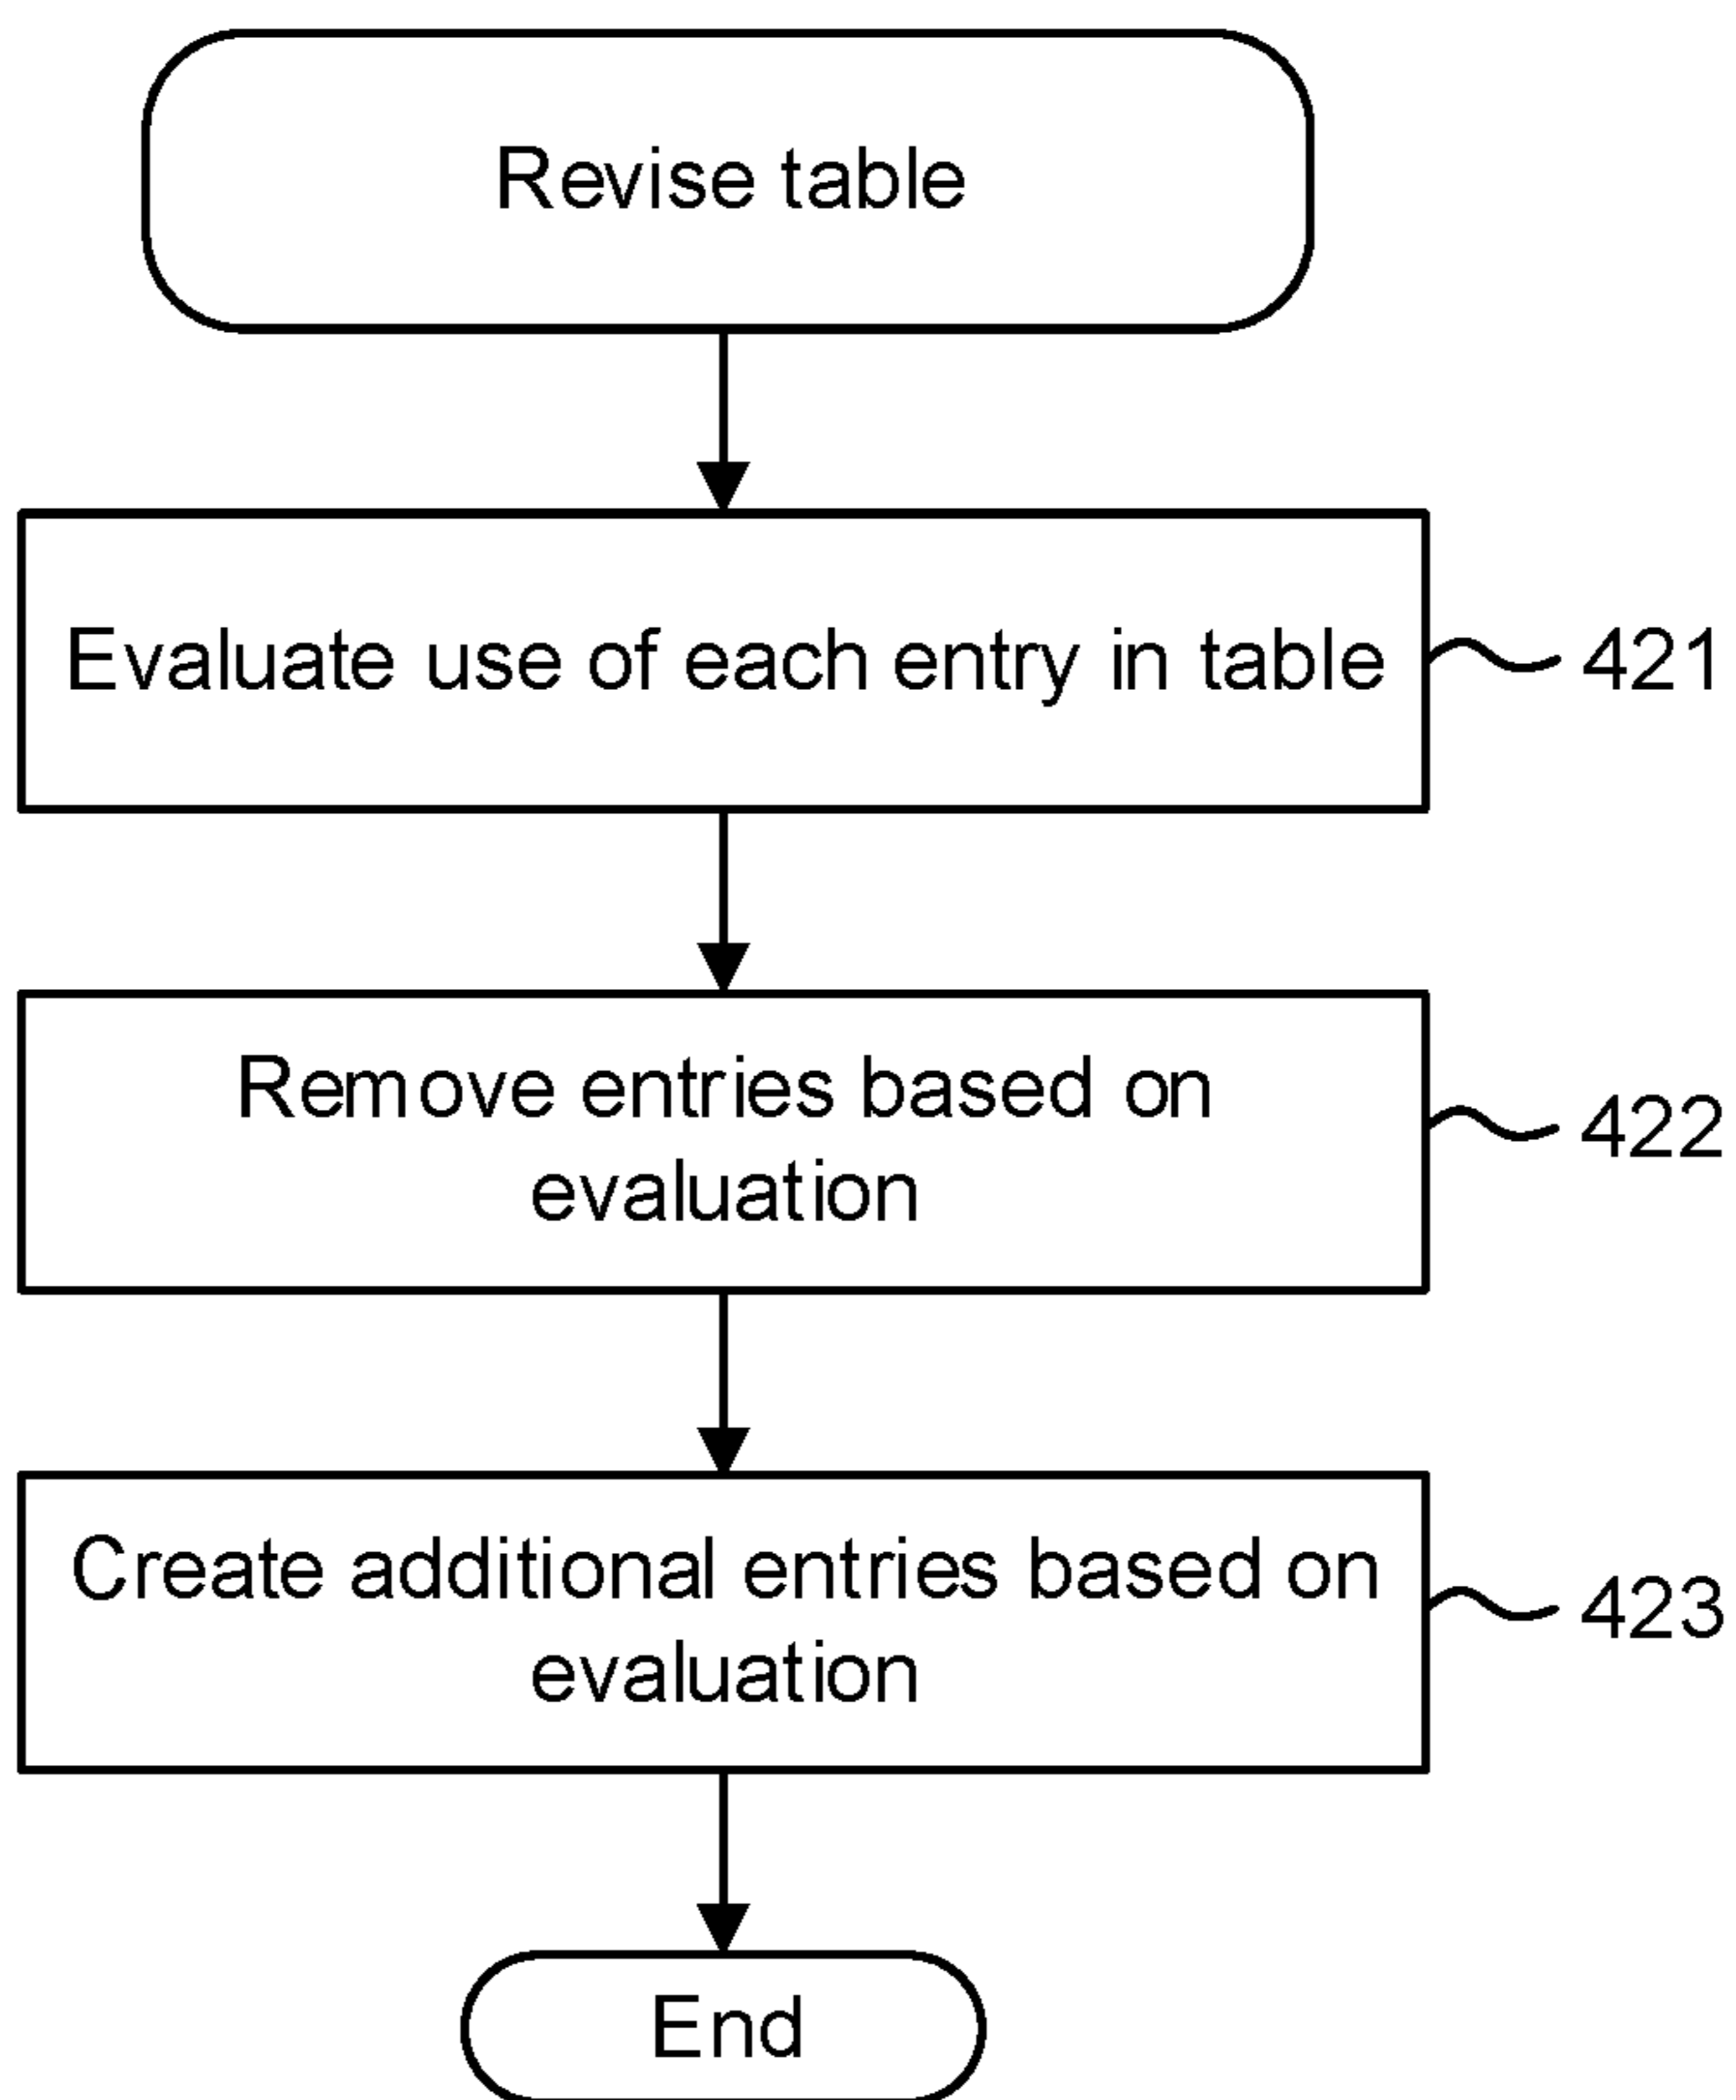 Revise table
Evaluate use of each entry in table
421
Remove entries based on
evaluation
422
Create additional entries based on
evaluation
423
End